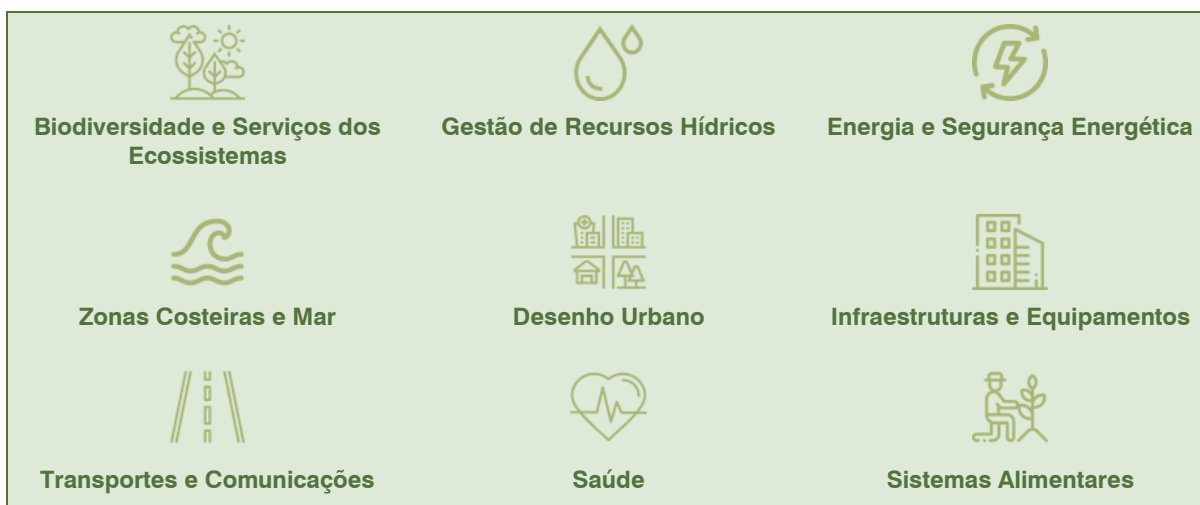 Biodiversidade e Serviços dos
Ecossistemas
Gestão de Recursos Hídricos
Energia e Segurança Energética
Zonas Costeiras e Mar
Desenho Urbano
Infraestruturas e Equipamentos
Transportes e Comunicações
Saúde
Sistemas Alimentares